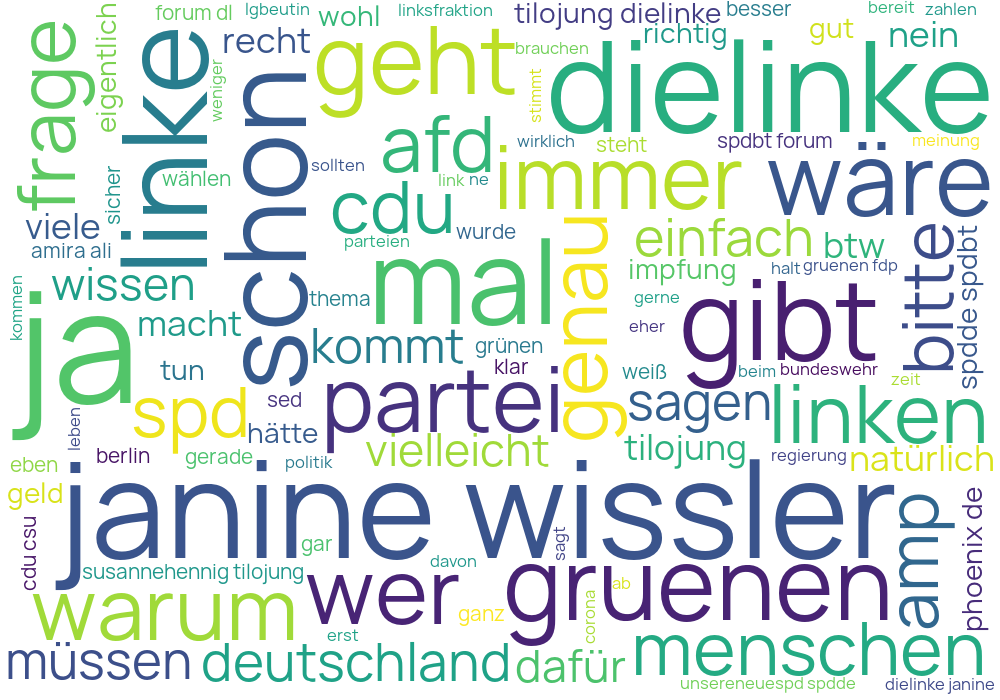 forum dl
lgbeutin
wohl
linksfraktion
tilojung dielinke
besser
bereit
zahlen
frage
eigentlich
linke
weniger
recht
schon
geht
brauchen
stimmt
dielinke
richtig
gut
nein
afd
wirklich
steht
spdbt forum
meinung
sicher
wählen
sollten
link
ne
immer
wäre
viele
amira ali
cdu
parteien
wurde
genau
einfach
btw
bitte
spdde spdbt
wissen
mal
impfung
halt
gruenen fdp
kommen
ja
macht
thema
gerne
gibt
kommt
grünen
eher
tun
klar
weiß
beim
bundeswehr
zeit
spd
sed
partei
sagen
linken
leben
hätte
berlin
gerade
politik
vielleicht
tilojung
regierung
natürlich
eben
geld
janine wissler
cdu csu
gar
sagt
amp
phoenix de
susannehennig tilojung
davon
wer
gruenen
ab
warum
ganz
corona
erst
menschen
müssen
deutschland
dafür
unsereneuespd spdde
dielinke janine